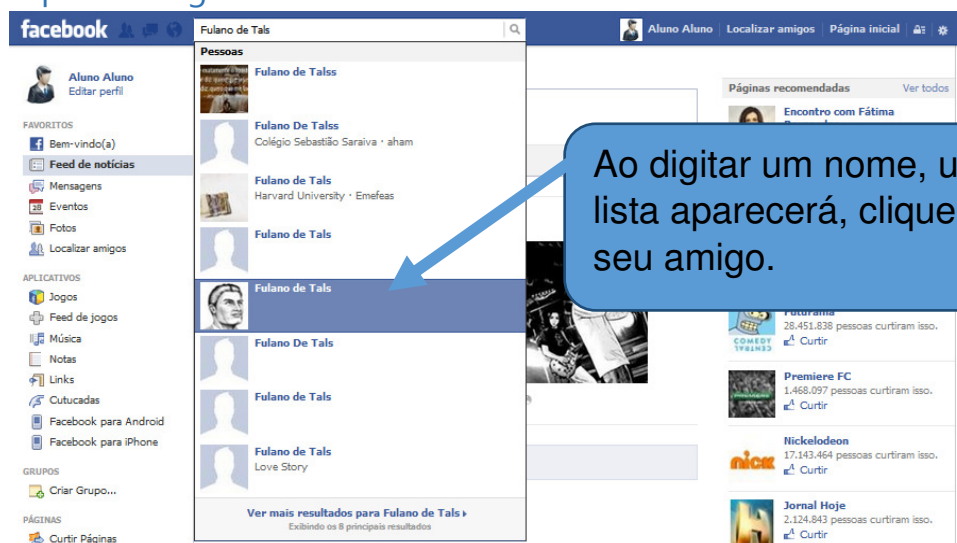 facebook
Fulano de Tals
Aluno Aluno
Localizar amigos
Página inicial
Aluno Aluno
Editar perfil
FAVORITOS
Bem-vindo(a)
Feed de notícias
Mensagens
28
Eventos
Fotos
Localizar amigos
APLICATIVOS
Jogos
Feed de jogos
Música
Notas
Links
Cutucadas
Facebook para Android
Facebook para iPhone
GRUPOS
Criar Grupo...
PÁGINAS
Curtir Páginas
Pessoas
Fulano de Talss
Fulano De Talss
Colégio Sebastião Saraiva · aham
Fulano de Tals
Harvard University · Emefeas
Fulano de Tals
Fulano de Tals
Fulano De Tals
Fulano de Tals
Fulano de Tals
Love Story
Ver mais resultados para Fulano de Tals
Exibindo os 8 principais resultados
Ao digitar um nome, u
lista aparecerá, clique
seu amigo.
Páginas recomendadas
Ver todos
Encontro com Fátima
Futurama
28.451.838 pessoas curtiram isso.
Curtir
COMEDY
CENTRAL
Premiere FC
1.468.097 pessoas curtiram isso.
Curtir
nick
Nickelodeon
17.143.464 pessoas curtiram isso.
Curtir
Jornal Hoje
2.124.843 pessoas curtiram isso.
Curtir